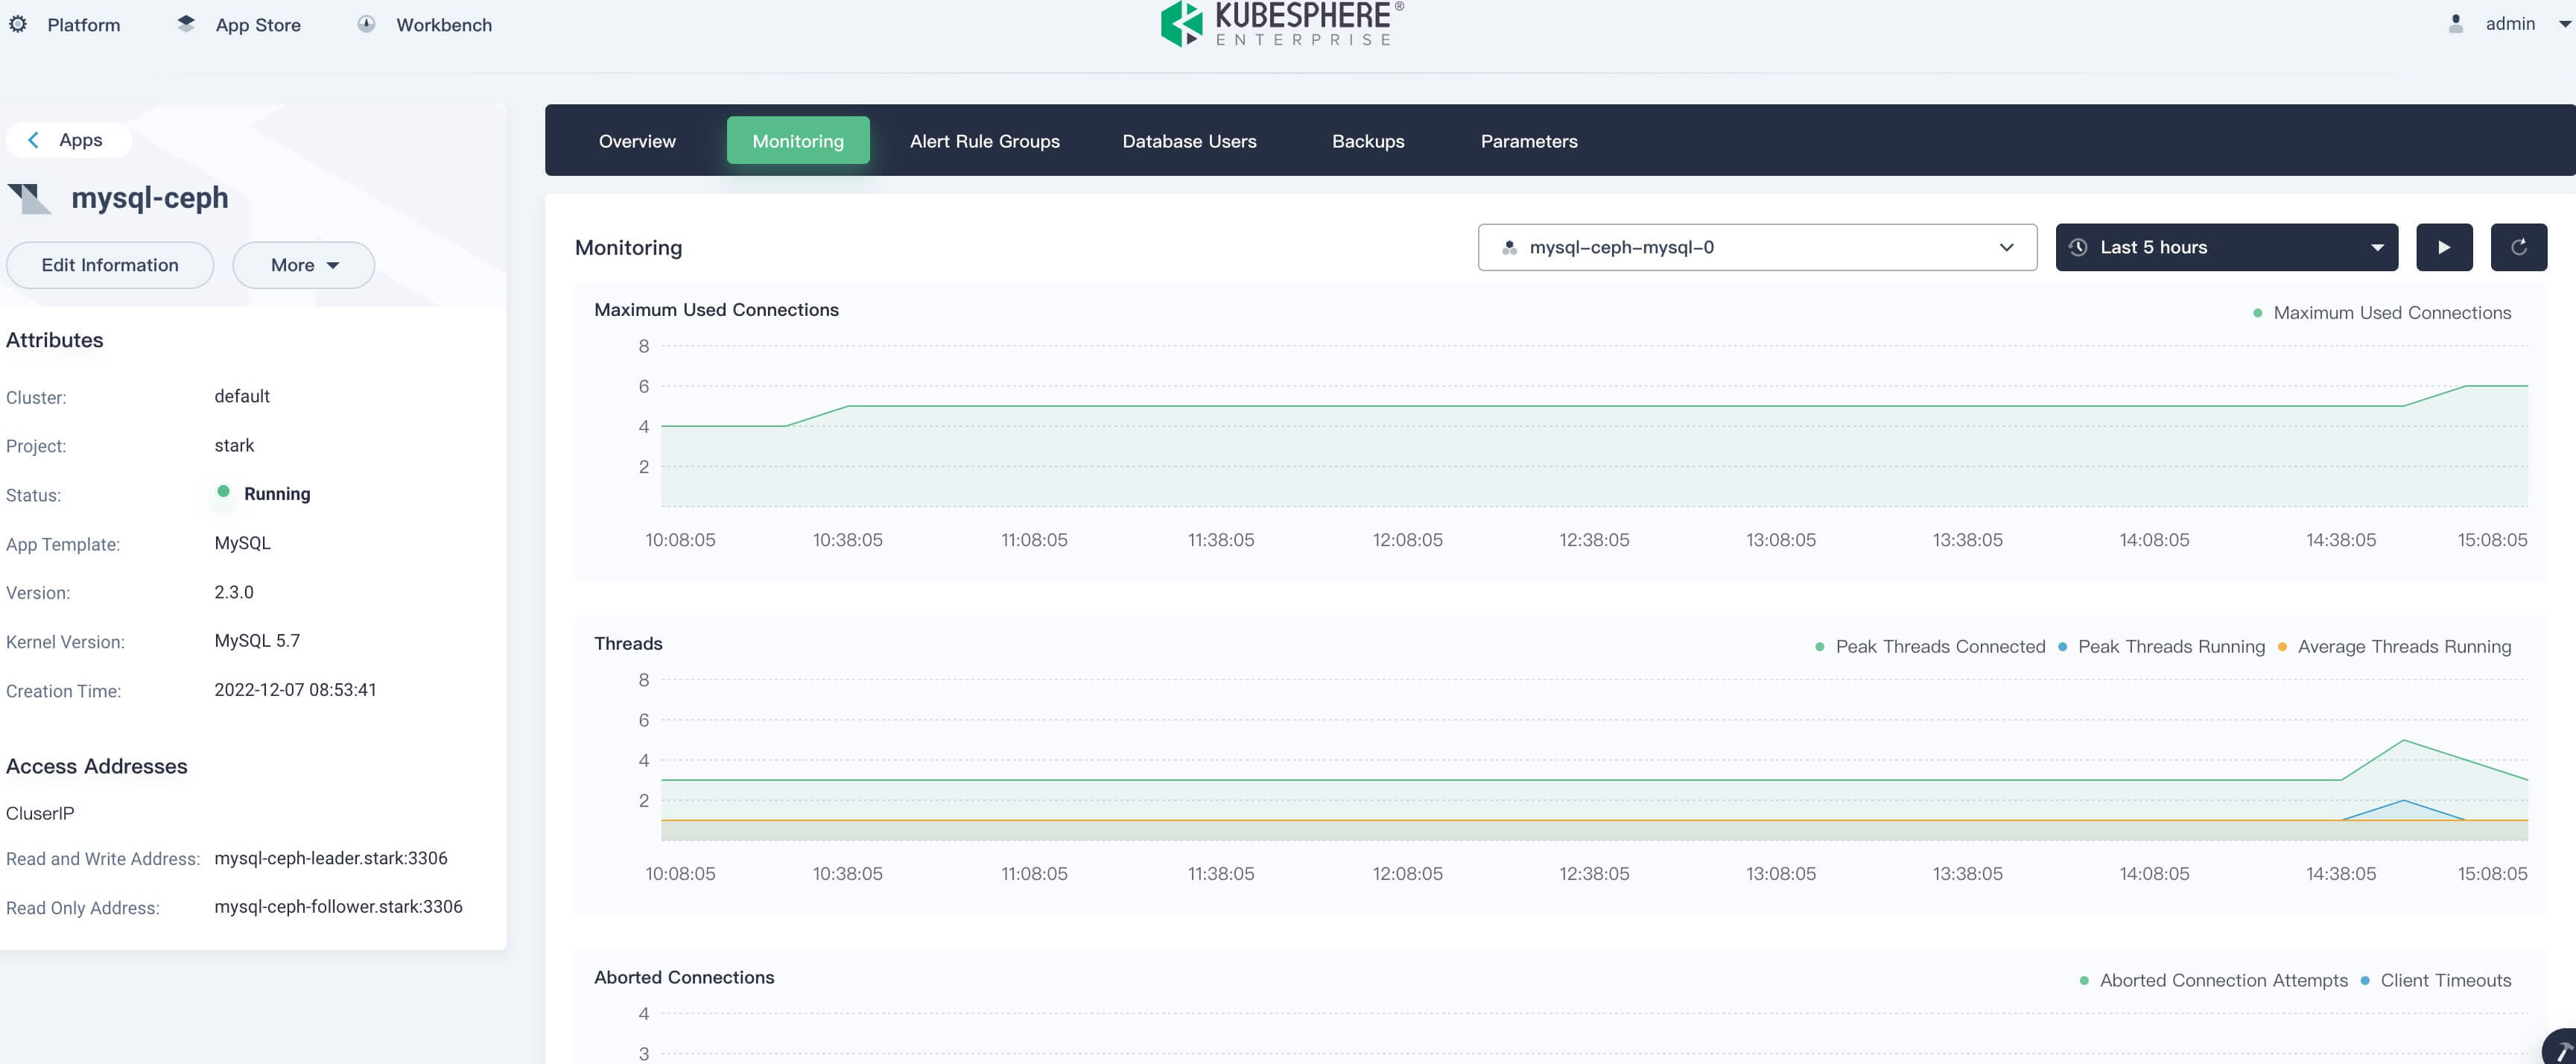 Platform App Store Workbench KUBESPHERE® admin
ENTERPRISE
Apps
mysql-ceph
Edit Information More
Attributes
Cluster: default
Project: stark
Status: Running
App Template: MySQL
Version: 2.3.0
Kernel Version: MySQL 5.7
Creation Time: 2022-12-07 08:53:41
Access Addresses
CluserIP
Read and Write Address: mysql-ceph-leader.stark:3306
Read Only Address: mysql-ceph-follower.stark:3306
Overview Monitoring Alert Rule Groups Database Users Backups Parameters
Monitoring mysql-ceph-mysql-0 Last 5 hours
Maximum Used Connections Maximum Used Connections
8
6
4
2
10:08:05 10:38:05 11:08:05 11:38:05 12:08:05 12:38:05 13:08:05 13:38:05 14:08:05 14:38:05 15:08:05
Threads Peak Threads Connected Peak Threads Running Average Threads Running
8
6
4
2
10:08:05 10:38:05 11:08:05 11:38:05 12:08:05 12:38:05 13:08:05 13:38:05 14:08:05 14:38:05 15:08:05
Aborted Connections Aborted Connection Attempts Client Timeouts
4
3